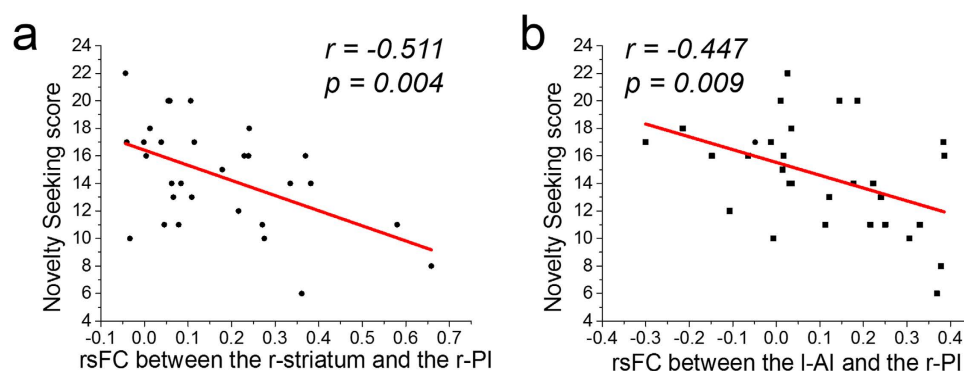 a
r = -0.511
p = 0.004
Novelty Seeking score
24
22
20
18
16
14
12
10
8
6
4
-0.1 0.0 0.1 0.2 0.3 0.4 0.5 0.6 0.7
rsFC between the r-striatum and the r-PI
b
r = -0.447
p = 0.009
Novelty Seeking score
24
22
20
18
16
14
12
10
8
6
4
-0.4 -0.3 -0.2 -0.1 0.0 0.1 0.2 0.3 0.4
rsFC between the l-AI and the r-PI